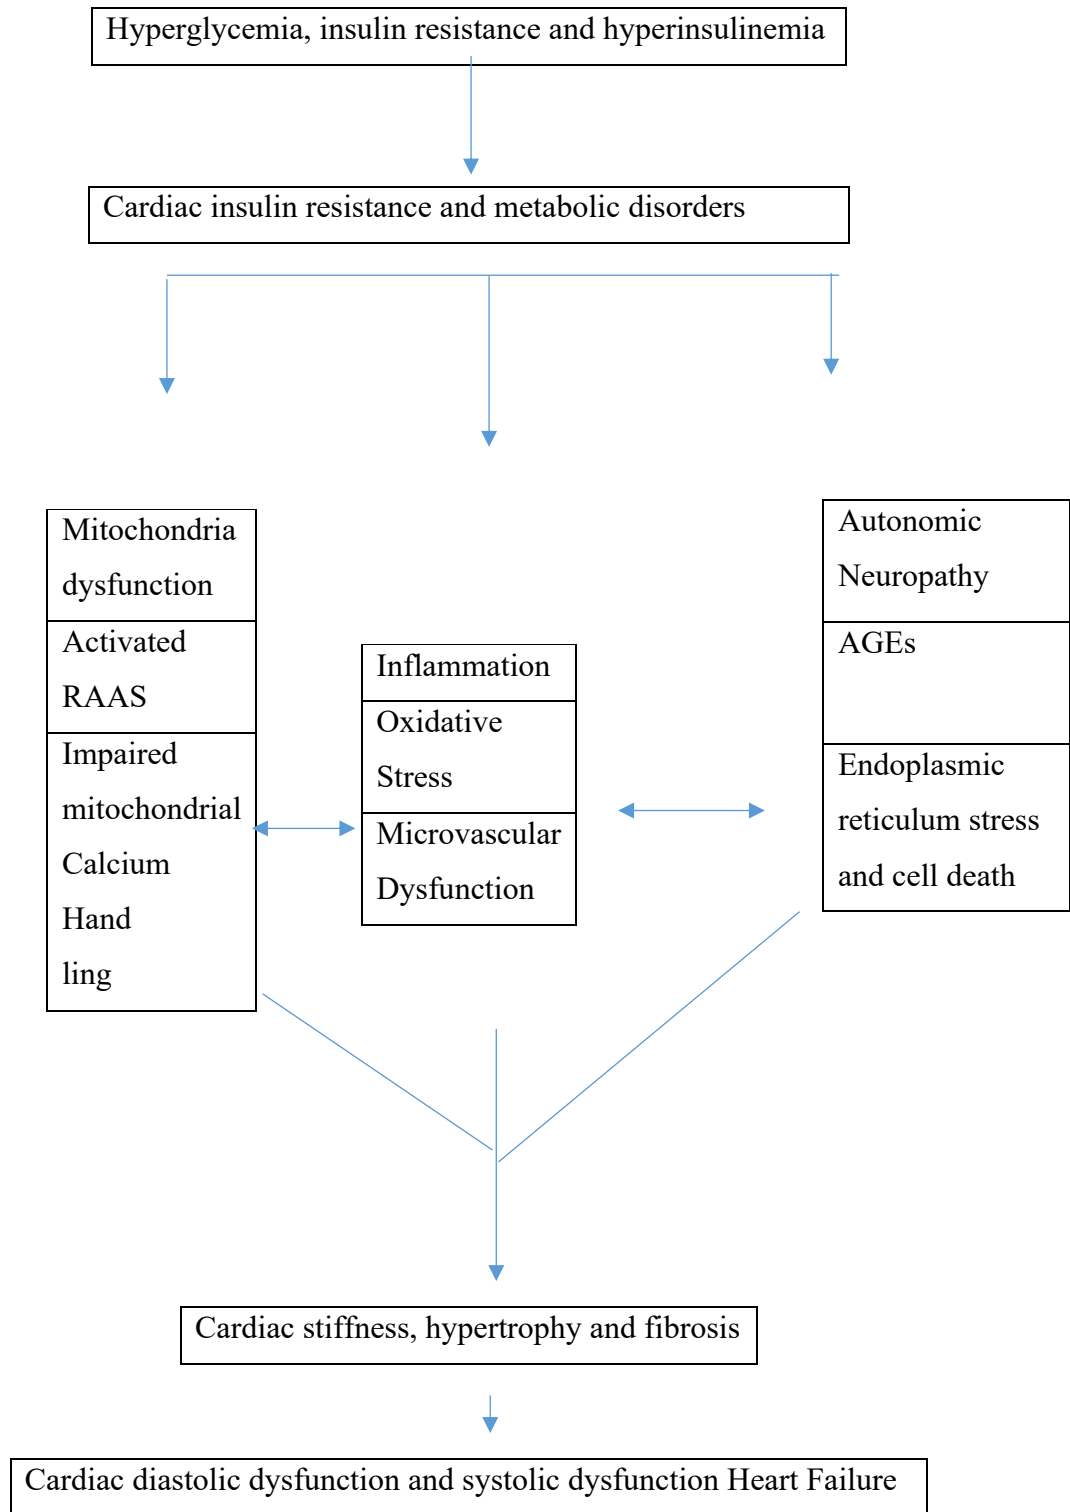 Hyperglycemia, insulin resistance and hyperinsulinemia
Cardiac insulin resistance and metabolic disorders
Mitochondria
dysfunction
Activated
RAAS
Impaired
mitochondrial
Calcium
Hand
ling
Inflammation
Oxidative
Stress
Microvascular
Dysfunction
Autonomic
Neuropathy
AGEs
Endoplasmic
reticulum stress
and cell death
Cardiac stiffness, hypertrophy and fibrosis
Cardiac diastolic dysfunction and systolic dysfunction Heart Failure